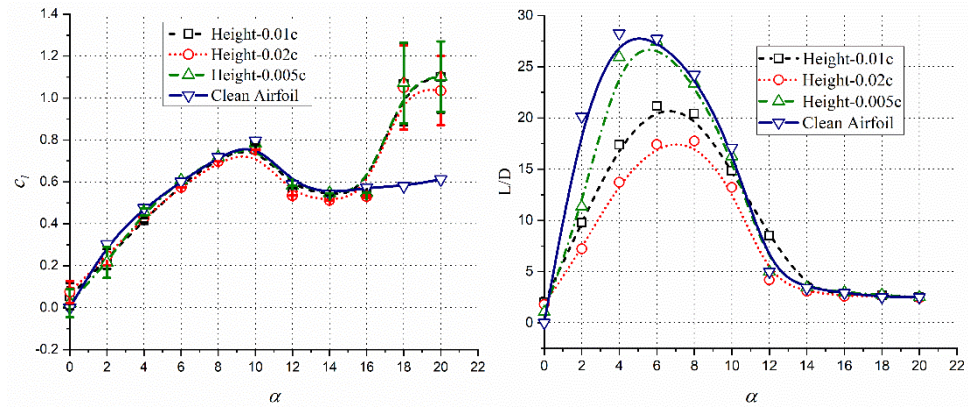 1.4
1.2
1.0
0.8
0.6
0.4
0.2
0.0
-0.2
c_l
Height-0.01c
Height-0.02c
Height-0.005c
Clean Airfoil
0 2 4 6 8 10 12 14 16 18 20 22
α
30
25
20
15
10
5
0
L/D
Height-0.01c
Height-0.02c
Height-0.005c
Clean Airfoil
0 2 4 6 8 10 12 14 16 18 20 22
α